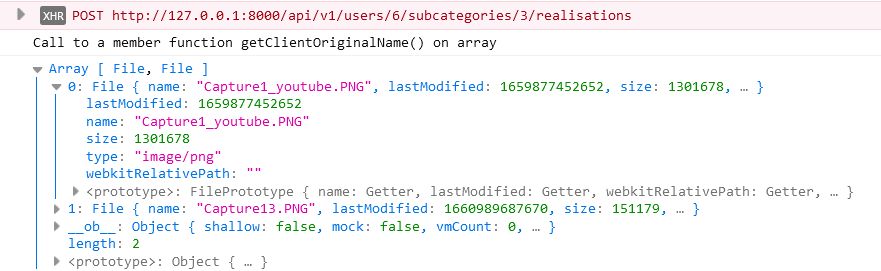 XHR POST http://127.0.0.1:8000/api/v1/users/6/subcategories/3/realisations
Call to a member function getClientOriginalName() on array
Array [ File, File ]
0: File { name: "Capture1_youtube.PNG", lastModified: 1659877452652, size: 1301678, … }
lastModified: 1659877452652
name: "Capture1_youtube.PNG"
size: 1301678
type: "image/png"
webkitRelativePath: ""
<prototype>: FilePrototype { name: Getter, lastModified: Getter, webkitRelativePath: Getter, … }
1: File { name: "Capture13.PNG", lastModified: 1660989687670, size: 151179, … }
__ob__: Object { shallow: false, mock: false, vmCount: 0, … }
length: 2
<prototype>: Object { … }